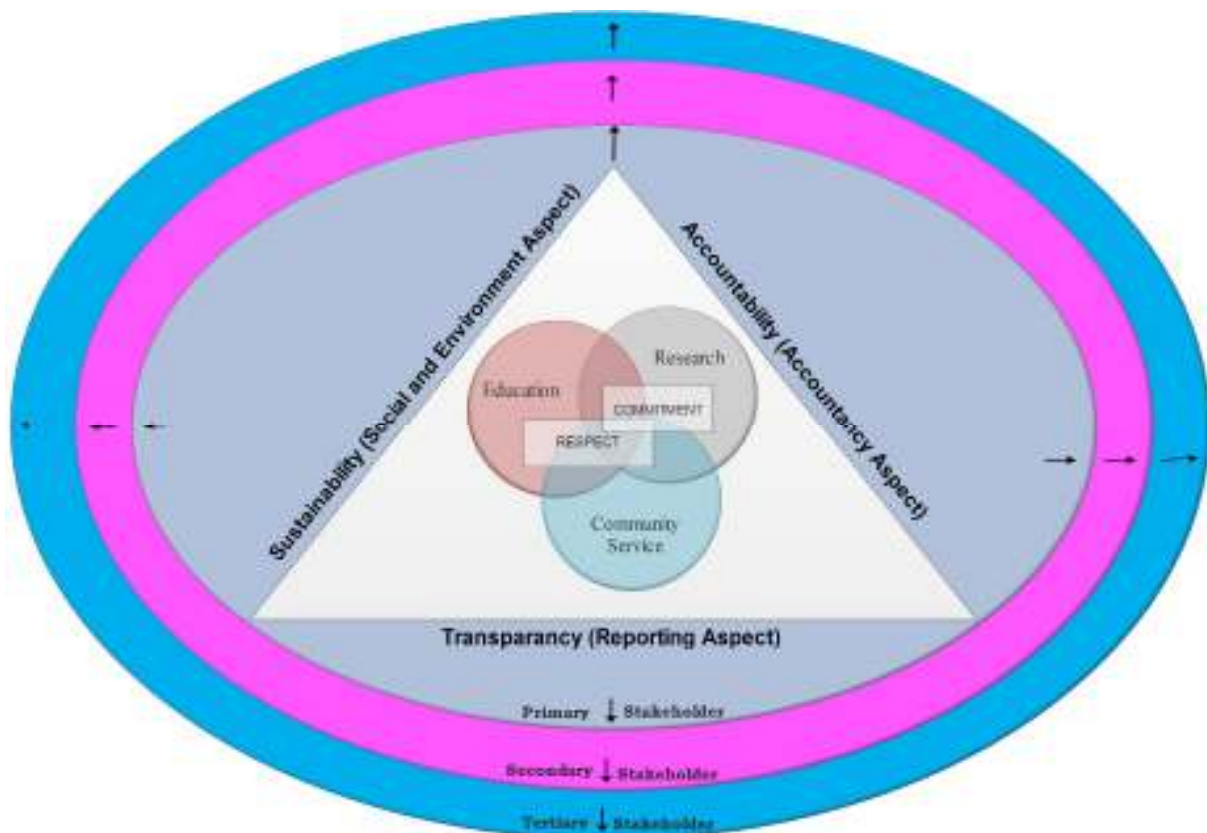 Sustainability (Social and Environment Aspect)
Accountability (Accountancy Aspect)
Research
Education
COMMITMENT
RESPECT
Community
Service
Transparancy (Reporting Aspect)
Primary Stakeholder
Secondary Stakeholder
Tertiary Stakeholder